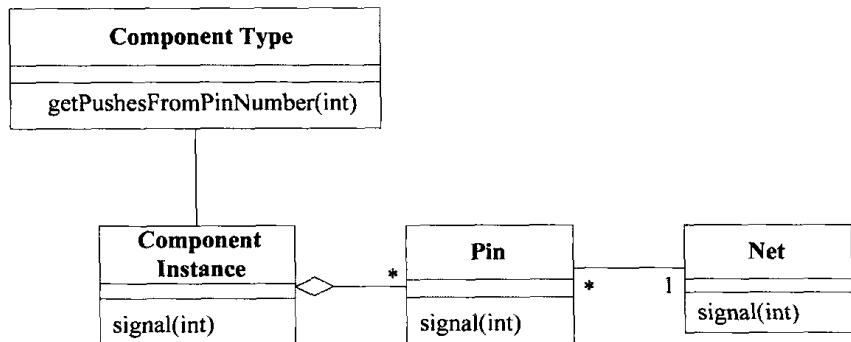 Component Type
getPushesFromPinNumber(int)
Component
Instance
signal(int)
*
Pin
signal(int)
*
1
Net
signal(int)